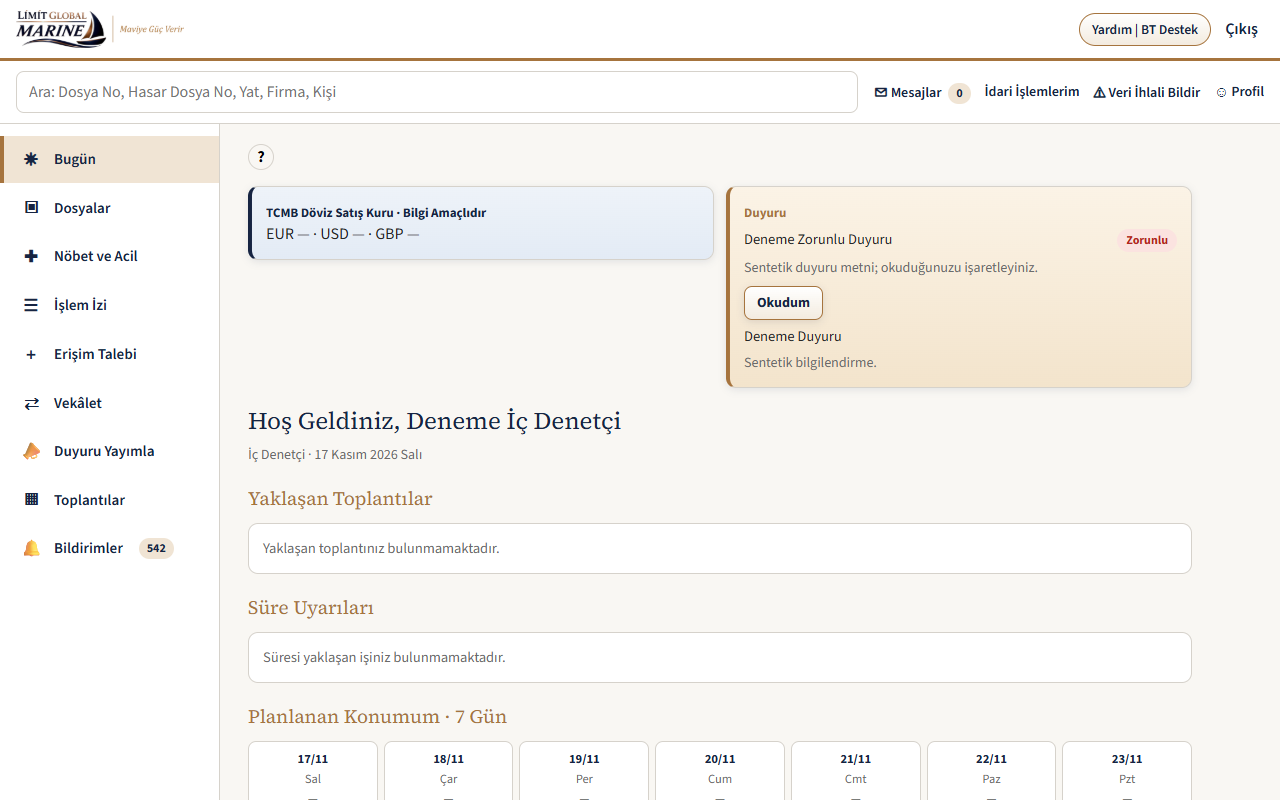 LİMİT GLOBAL
MARINE
Maviye Güç Verir
Yardım | BT Destek
Çıkış
Ara: Dosya No, Hasar Dosya No, Yat, Firma, Kişi
Mesajlar 0
İdari İşlemlerim
Veri İhlali Bildir
Profil
Bugün
Dosyalar
Nöbet ve Acil
İşlem İzi
Erişim Talebi
Vekâlet
Duyuru Yayımla
Toplantılar
Bildirimler 542
?
TCMB Döviz Satış Kuru · Bilgi Amaçlıdır
EUR — · USD — · GBP —
Duyuru
Deneme Zorunlu Duyuru
Zorunlu
Sentetik duyuru metni; okuduğunuzu işaretleyiniz.
Okudum
Deneme Duyuru
Sentetik bilgilendirme.
Hoş Geldiniz, Deneme İç Denetçi
İç Denetçi · 17 Kasım 2026 Salı
Yaklaşan Toplantılar
Yaklaşan toplantınız bulunmamaktadır.
Süre Uyarıları
Süresi yaklaşan işiniz bulunmamaktadır.
Planlanan Konumum · 7 Gün
17/11 18/11 19/11 20/11 21/11 22/11 23/11
Sal Çar Per Cum Cmt Paz Pzt
— — — — — — —